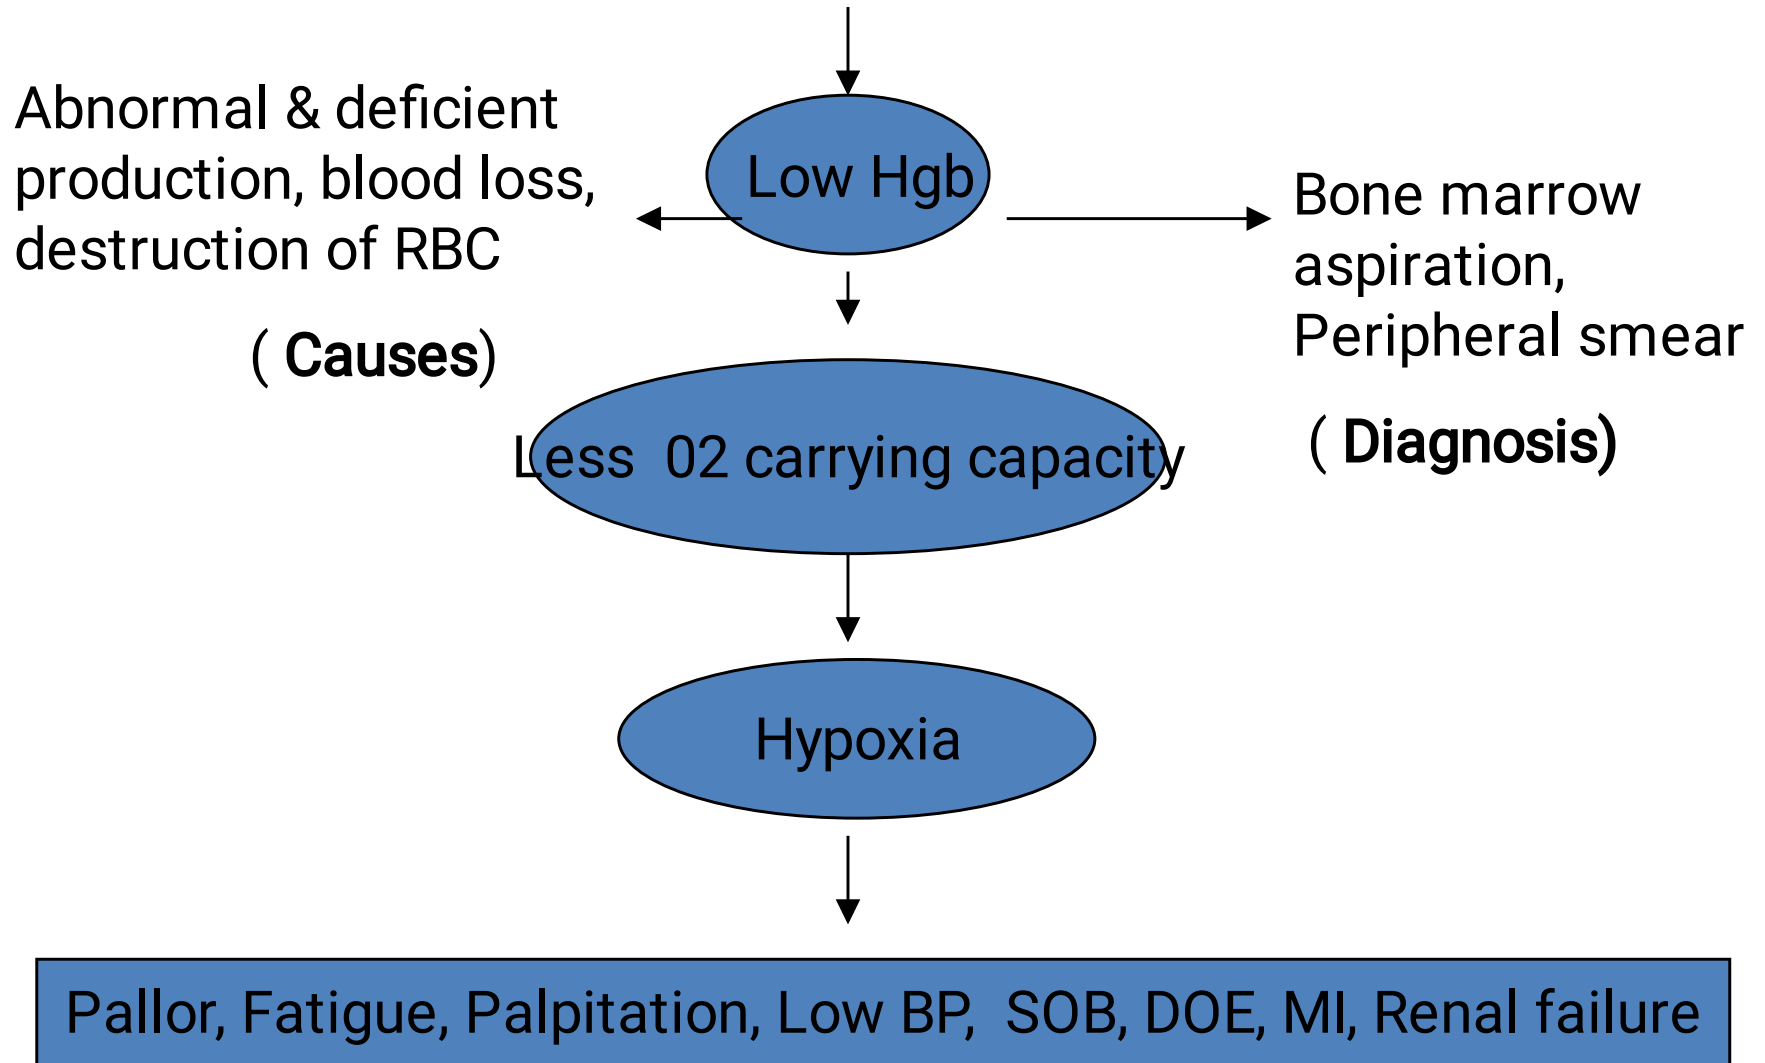 Abnormal & deficient
production, blood loss,
destruction of RBC
( Causes)
Low Hgb
Bone marrow
aspiration,
Peripheral smear
( Diagnosis)
Less  02 carrying capacity
Hypoxia
Pallor, Fatigue, Palpitation, Low BP,  SOB, DOE, MI, Renal failure